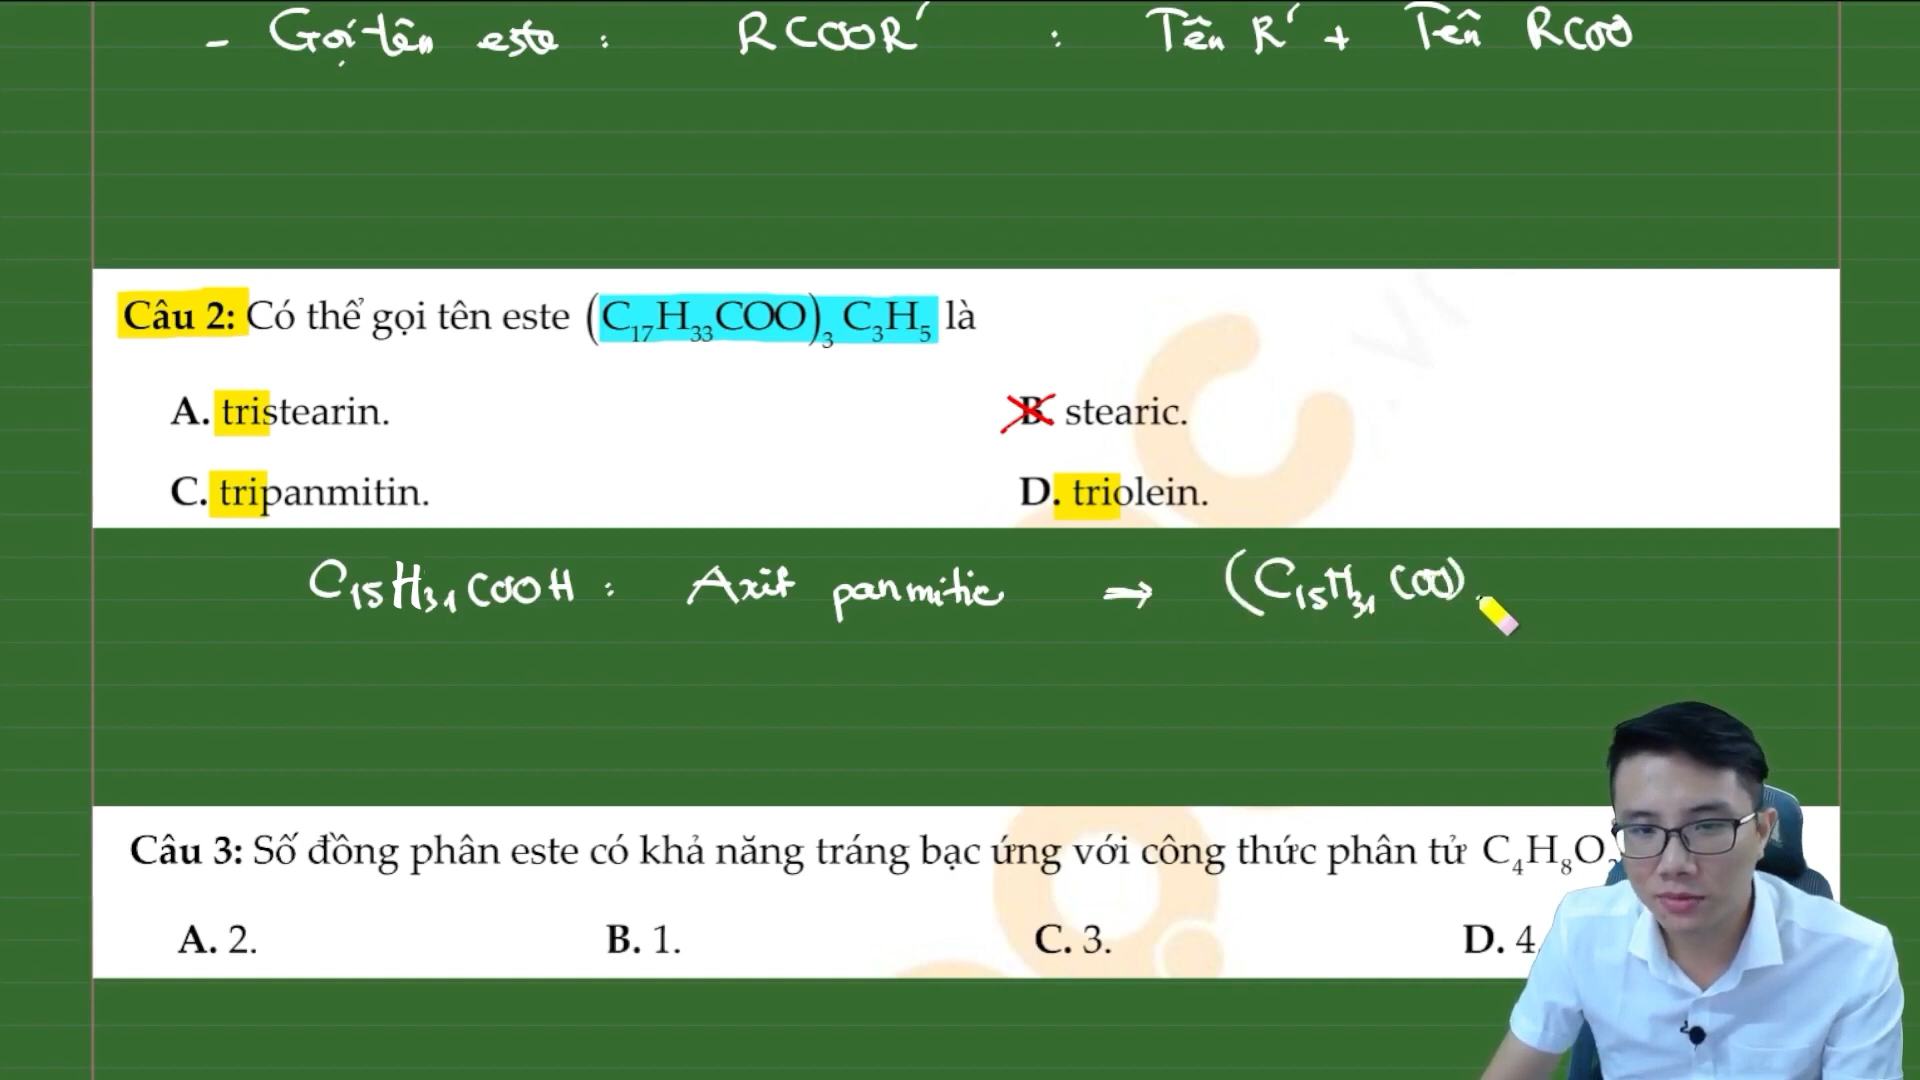 - Gọi tên este : RCOOR' : Tên R' + Tên RCOO
Câu 2: Có thể gọi tên este (C₁₇H₃₃COO)₃C₃H₅ là
A. tristearin. B. stearic.
C. tripanmitin. D. triolein.
C₁₅H₃₁COOH : Axit panmitic → (C₁₅H₃₁COO)
Câu 3: Số đồng phân este có khả năng tráng bạc ứng với công thức phân tử C₄H₈O₂
A. 2. B. 1. C. 3. D. 4